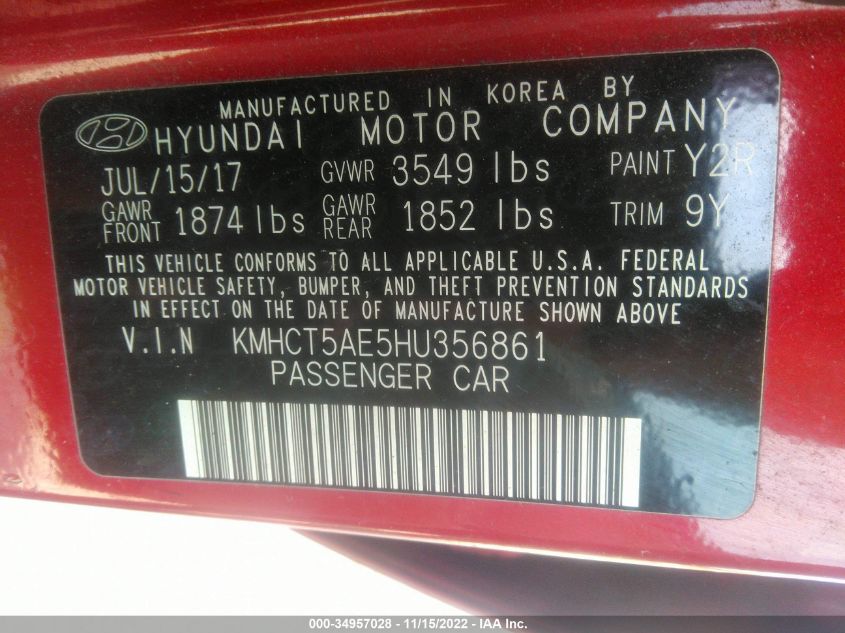 MANUFACTURED IN KOREA BY
HYUNDAI MOTOR COMPANY
JUL/15/17 GVWR 3549 lbs PAINT Y2R
GAWR FRONT 1874 lbs GAWR REAR 1852 lbs TRIM 9Y
THIS VEHICLE CONFORMS TO ALL APPLICABLE U.S.A. FEDERAL
MOTOR VEHICLE SAFETY, BUMPER, AND THEFT PREVENTION STANDARDS
IN EFFECT ON THE DATE OF MANUFACTURE SHOWN ABOVE
V.I.N KMHCT5AE5HU356861
PASSENGER CAR
000-34957028 - 11/15/2022 - IAA Inc.